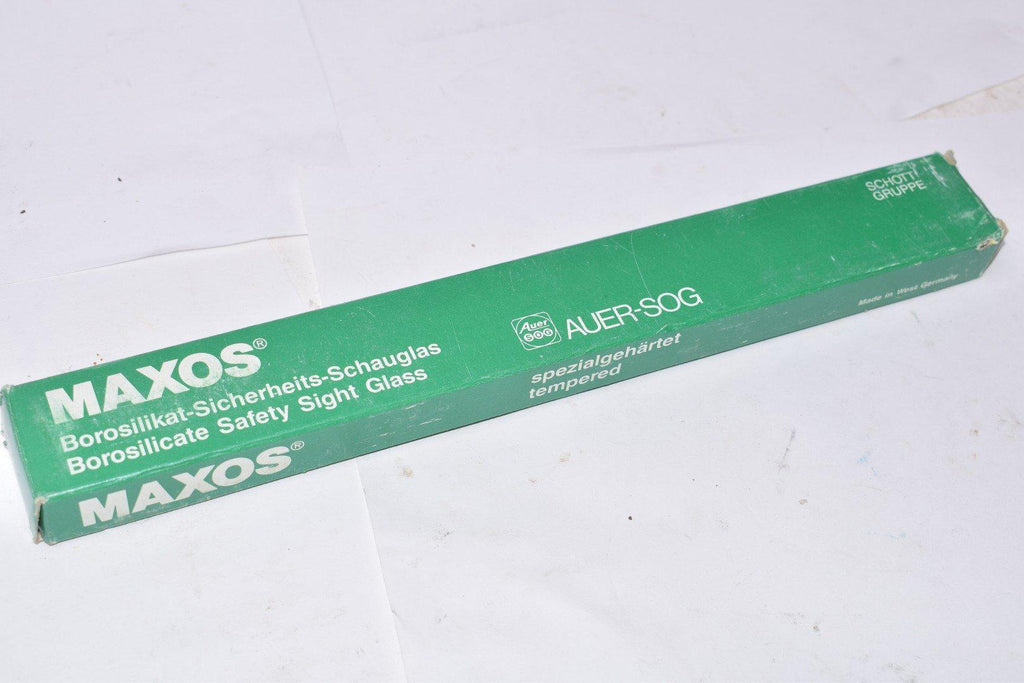 MAXOS®
Borosilikat-Sicherheits-Schauglas
Borosilicate Safety Sight Glass
Auer
SOG
AUER-SOG
SCHOTT
GRUPPE
MAXOS®
spezialgehärtet
tempered
Made in West Germany